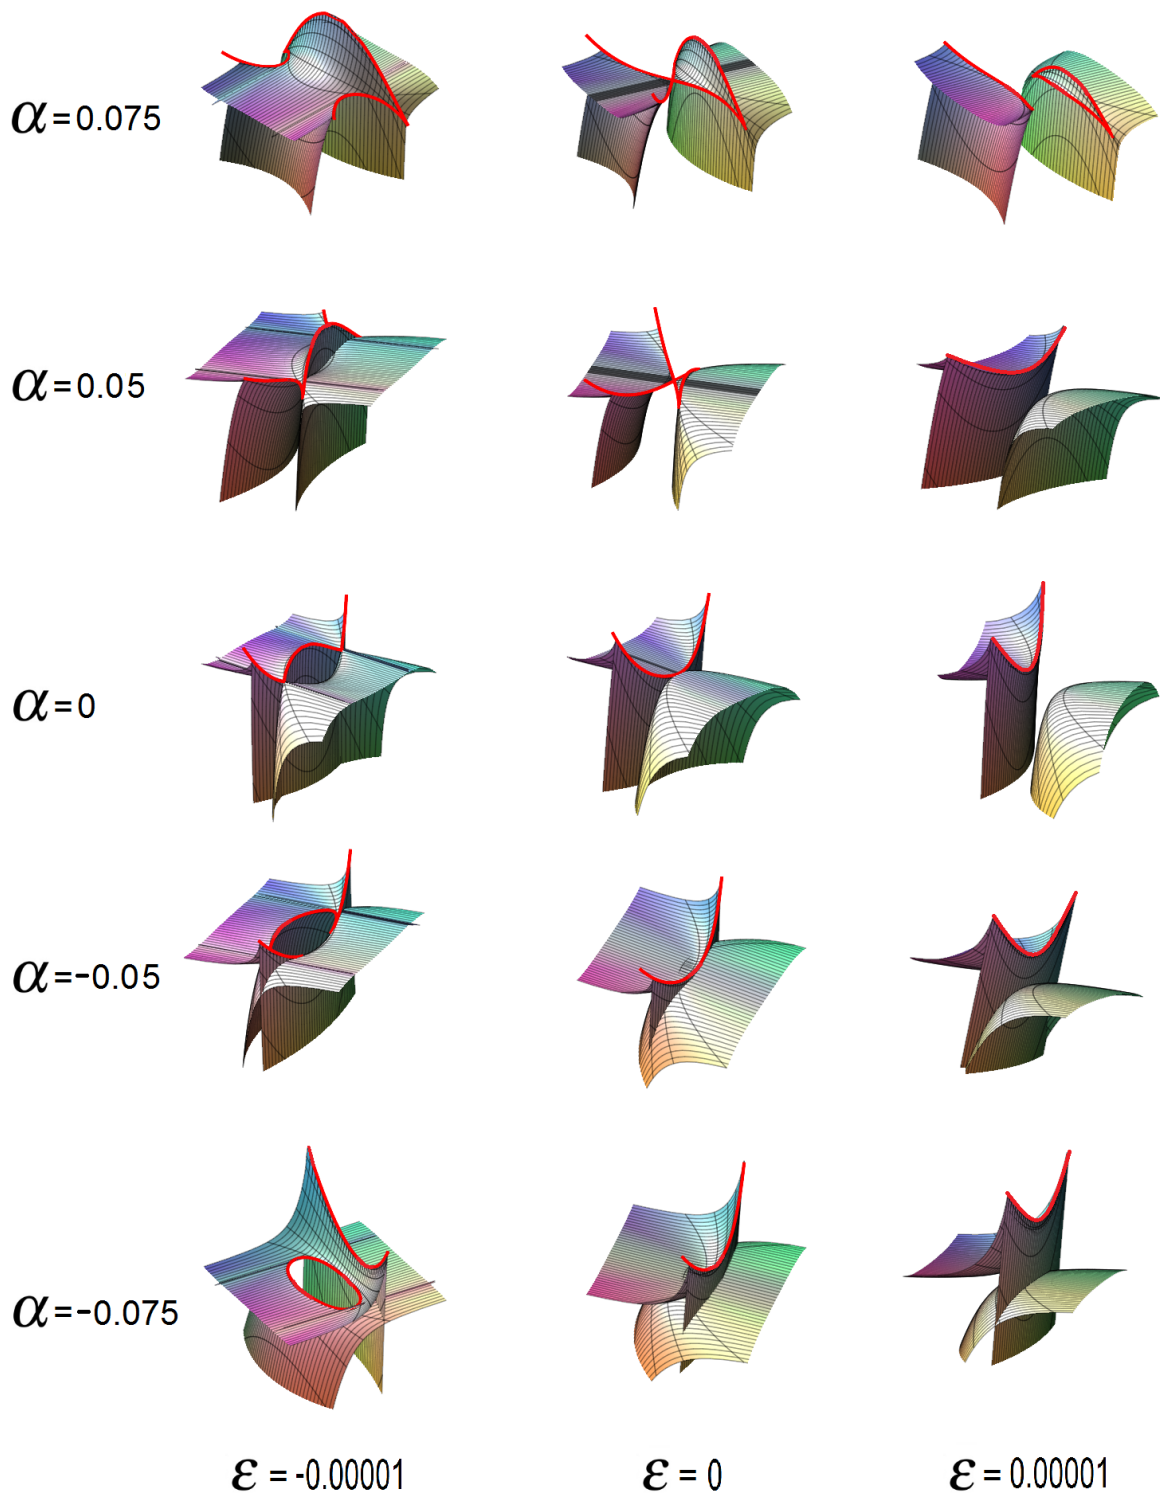 α=0.075
α=0.05
α=0
α=-0.05
α=-0.075
ε = -0.00001 ε = 0 ε = 0.00001